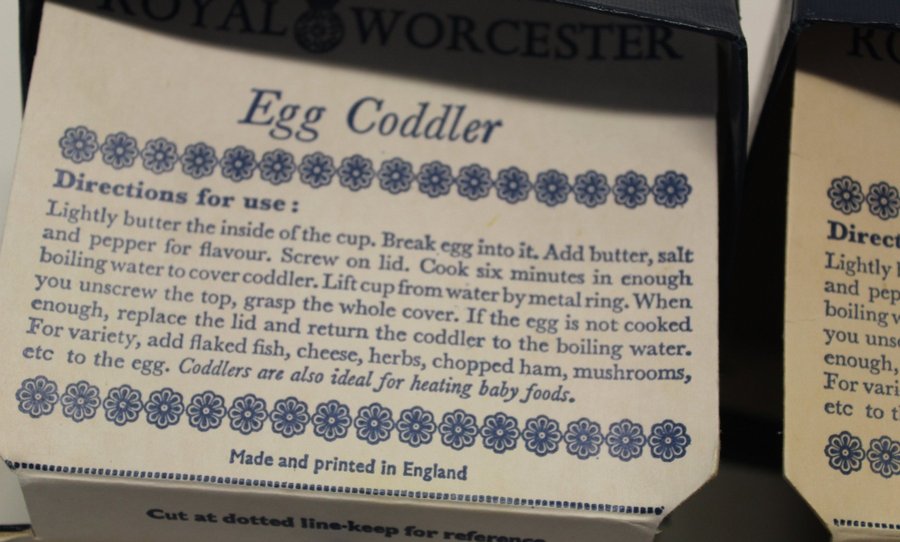 ROYAL WORCESTER
Egg Coddler
Directions for use:
Lightly butter the inside of the cup. Break egg into it. Add butter, salt
and pepper for flavour. Screw on lid. Cook six minutes in enough
boiling water to cover coddler. Lift cup from water by metal ring. When
you unscrew the top, grasp the whole cover. If the egg is not cooked
enough, replace the lid and return the coddler to the boiling water.
For variety, add flaked fish, cheese, herbs, chopped ham, mushrooms,
etc to the egg. Coddlers are also ideal for heating baby foods.
Made and printed in England
Cut at dotted line-keep for reference
RO
Direct
Lightly
and pep
boiling w
you uns
enough,
For vari
etc to t